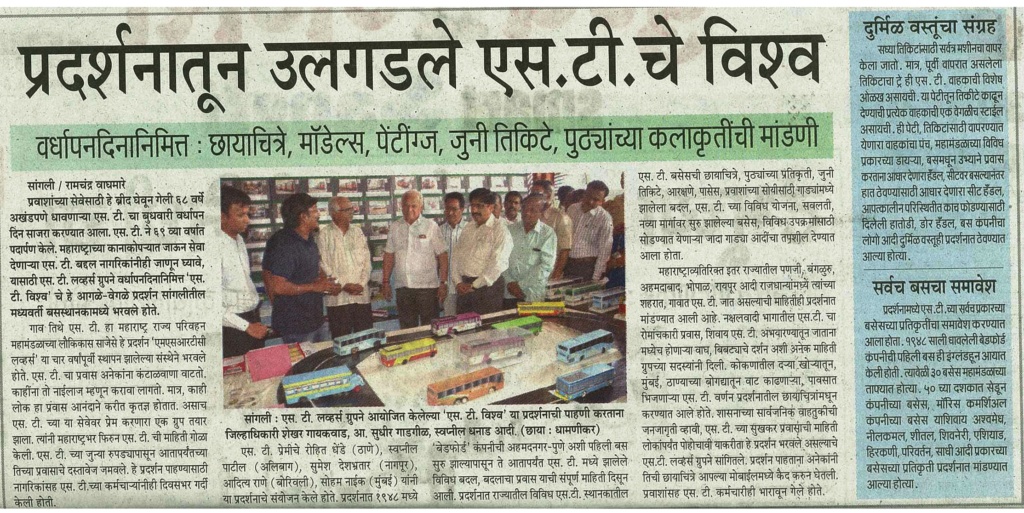 प्रदर्शनातून उलगडले एस.टी.चे विश्व
वर्धापनदिनानिमित्त : छायाचित्रे, मॉडेल्स, पेंटींग्ज, जुनी तिकिटे, पुठ्यांच्या कलाकृतींची मांडणी
सांगली / रामचंद्र वाघमारे
प्रवाशांच्या सेवेसाठी हे ब्रीद घेवून गेली ६८ वर्षे
अखंडपणे धावणाऱ्या एस. टी. चा बुधवारी वर्धापन
दिन साजरा करण्यात आला. एस. टी. ने ६९ व्या वर्षात
पदार्पण केले. महाराष्ट्राच्या कानाकोपऱ्यात जाऊन सेवा
देणाऱ्या एस. टी. बद्दल नागरिकांनीही जाणून घ्यावे,
यासाठी एस. टी. लव्हर्स ग्रुपने वर्धापनदिनानिमित्त 'एस.
टी. विश्व' चे हे आगळे-वेगळे प्रदर्शन सांगलीतील
मध्यवर्ती बसस्थानकामध्ये भरवले होते.
गाव तिथे एस. टी. हा महाराष्ट्र राज्य परिवहन
महामंडळाच्या लौकिकास साजेसे हे प्रदर्शन 'एमएसआरटीसी
लव्हर्स' या चार वर्षापूर्वी स्थापन झालेल्या संस्थेने भरवले
होते. एस. टी. चा प्रवास अनेकांना कंटाळवाणा वाटतो.
काहींना तो नाईलाज म्हणून करावा लागतो. मात्र, काही
लोक हा प्रवास आनंदाने करीत कृतज्ञ होतात. असाच
एस. टी. च्या या सेवेवर प्रेम करणारा एक ग्रुप तयार
झाला. त्यांनी महाराष्ट्रभर फिरुन एस. टी. ची माहिती गोळा
केली. एस. टी. च्या जुन्या रुपड्यापासून आतापर्यंतच्या
तिच्या प्रवासाचे दस्तावेज जमवले. हे प्रदर्शन पाहण्यासाठी
नागरिकांसह एस. टी.च्या कर्मचाऱ्यांनीही दिवसभर गर्दी
केली होती.
सांगली : एस. टी. लव्हर्स ग्रुपने आयोजित केलेल्या 'एस. टी. विश्व' या प्रदर्शनाची पाहणी करताना
जिल्हाधिकारी शेखर गायकवाड, आ. सुधीर गाडगीळ, स्वप्नील धनाड आदी. (छाया : धामणीकर)
एस. टी. प्रेमीचे रोहित धेंडे (ठाणे), स्वप्नील
पाटील (अलिबाग), सुमेश देशभ्रतार (नागपूर),
आदित्य राणे (बोरिवली), सोहम नाईक (मुंबई) यांनी
या प्रदर्शनाचे संयोजन केले होते. प्रदर्शनात १९४८ मध्ये
'बेडफोर्ड' कंपनीची अहमदनगर-पुणे अशी पहिली बस
सुरु झाल्यापासून ते आतापर्यंत एस. टी. मध्ये झालेले
विविध बदल, बदलाचा प्रवास याची संपूर्ण माहिती दिसून
आली. प्रदर्शनात राज्यातील विविध एस.टी. स्थानकातील
एस. टी. बसेसची छायाचित्रे, पुठ्यांच्या प्रतिकृती, जुनी
तिकिटे, आरक्षणे, पासेस, प्रवाशांच्या सोयीसाठी गाड्यांमध्ये
झालेला बदल, एस. टी. च्या विविध योजना, सवलती,
नव्या मार्गावर सुरु झालेल्या बसेस, विविध उपक्रमांसाठी
सोडण्यात येणाऱ्या जादा गाड्या आदींचा तपशील देण्यात
आला होता.
महाराष्ट्राव्यतिरिक्त इतर राज्यातील पणजी, बंगळुरु,
अहमदाबाद, भोपाळ, रायपूर आदी राजधान्यांमध्ये त्यांच्या
शहरात, गावात एस. टी. जात असल्याची माहितीही प्रदर्शनात
मांडण्यात आली आहे. नक्षलवादी भागातील एस.टी. चा
रोमांचकारी प्रवास, शिवाय एस. टी. अभयारण्यातून जाताना
मध्येच होणाऱ्या वाघ, बिबट्याचे दर्शन अशी अनेक माहिती
ग्रुपच्या सदस्यांनी दिली. कोकणातील दऱ्या खोऱ्यातून,
मुंबई, ठाण्याच्या बोगद्यातून वाट काढणाऱ्या, पावसात
भिजणाऱ्या एस. टी. वर्णन प्रदर्शनातील छायाचित्रांमधून
करण्यात आले होते. शासनाच्या सार्वजनिक वाहतुकीची
जनजागृती व्हावी, एस. टी.च्या सुखकर प्रवासाची माहिती
लोकांपर्यंत पोहोचावी याकरीता हे प्रदर्शन भरवले असल्याचे
एस.टी. लव्हर्स ग्रुपने सांगितले. प्रदर्शन पाहताना अनेकांनी
तिची छायाचित्रे आपल्या मोबाईलमध्ये कैद करुन घेतली.
प्रवाशांसह एस. टी. कर्मचारीही भारावून गेले होते.
दुर्मिळ वस्तूंचा संग्रह
सध्या तिकिटांसाठी सर्वत्र मशीनचा वापर
केला जातो. मात्र, पूर्वी वापरात असलेला
तिकिटाचा ट्रे ही एस. टी. वाहकाची विशेष
ओळख असायची. या पेटीतून तिकीटे काढून
देण्याची प्रत्येक वाहकाची एक वेगळीच स्टाईल
असायची. ही पेटी, तिकिटांसाठी वापरण्यात
येणारा वाहकाचा पंच, महामंडळाच्या विविध
प्रकारच्या डायऱ्या, बसमधून उभ्याने प्रवास
करताना आधार देणारा हँडल, सीटवर बसल्यानंतर
हात ठेवण्यासाठी आधार देणारा सिट हँडल,
आपत्कालीन परिस्थितीत काच फोडण्यासाठी
दिलेली हातोडी, डोर हँडल, बस कंपनीचा
लोगो आदी दुर्मिळ वस्तूही प्रदर्शनात ठेवण्यात
आल्या होत्या.
सर्वच बसचा समावेश
प्रदर्शनामध्ये एस.टी.च्या सर्वच प्रकारच्या
बसेसच्या प्रतिकृतींचा समावेश करण्यात
आला होता. १९४८ साली धावलेली बेडफोर्ड
कंपनीची पहिली बस ही इंग्लंडहून आयात
केली होती. त्यावेळी ३० बसेस महामंडळाच्या
ताफ्यात होत्या. ५० च्या दशकात सेडून
कंपनीच्या बसेस, मॉरिस कमर्शिअल
कंपनीच्या बसेस याशिवाय अश्वमेध,
नीलकमल, शीतल, शिवनेरी, एशियाड,
हिरकणी, परिवर्तन, साधी आदी प्रकारच्या
बसेसच्या प्रतिकृती प्रदर्शनात मांडण्यात
आल्या होत्या.